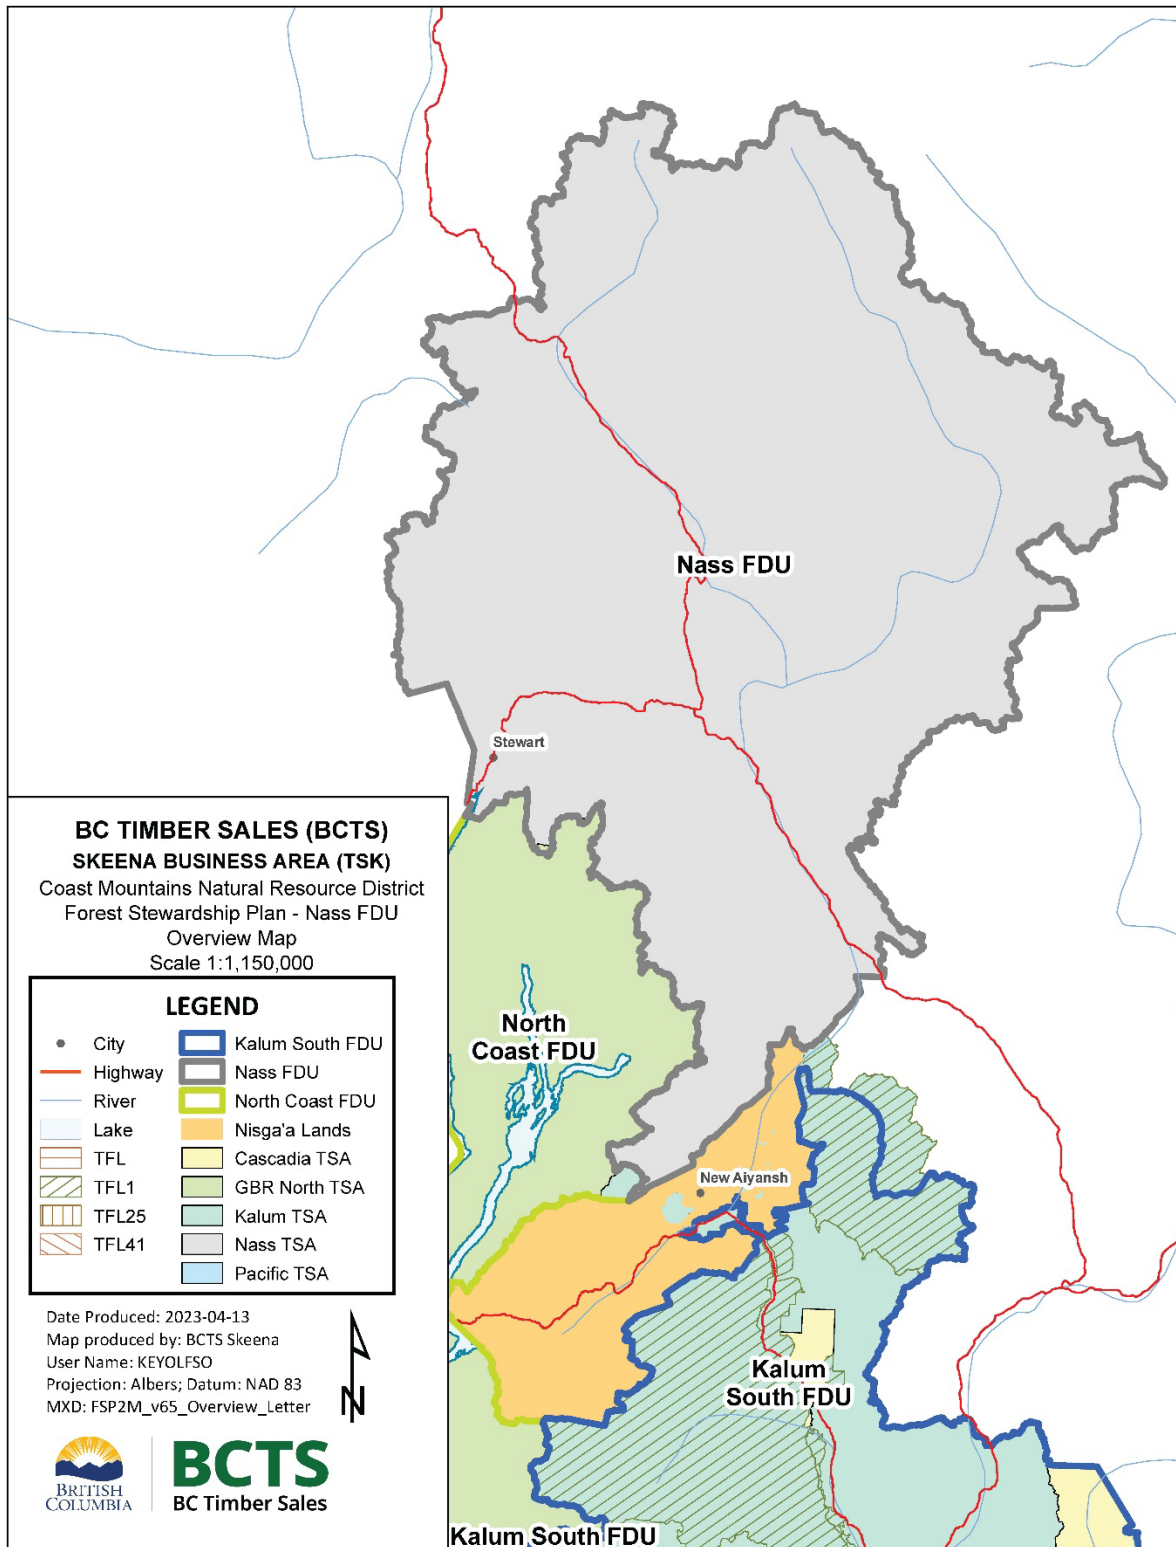 Nass FDU
Stewart
BC TIMBER SALES (BCTS)
SKEENA BUSINESS AREA (TSK)
Coast Mountains Natural Resource District
Forest Stewardship Plan - Nass FDU
Overview Map
Scale 1:1,150,000
LEGEND
City
Highway
River
Lake
TFL
TFL1
TFL25
TFL41
Kalum South FDU
Nass FDU
North Coast FDU
Nisga'a Lands
Cascadia TSA
GBR North TSA
Kalum TSA
Nass TSA
Pacific TSA
North
Coast FDU
New Aiyansh
Kalum
South FDU
Kalum South FDU
Date Produced: 2023-04-13
Map produced by: BCTS Skeena
User Name: KEYOLFSO
Projection: Albers; Datum: NAD 83
MXD: FSP2M_v65_Overview_Letter
N
BRITISH
COLUMBIA
BCTS
BC Timber Sales